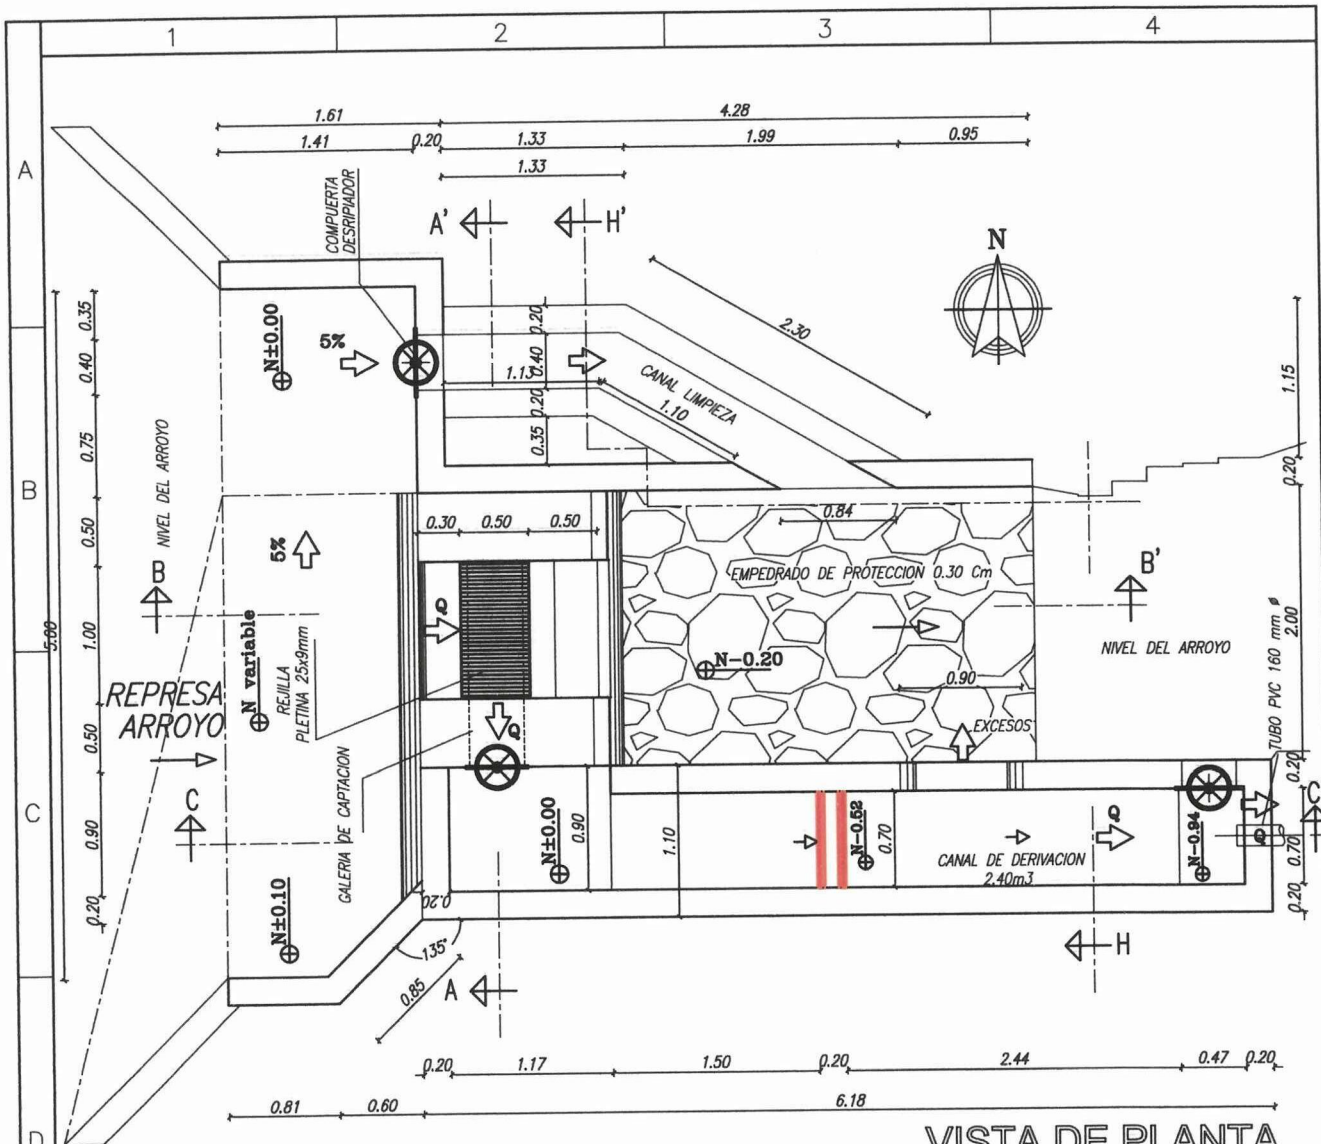 1 2 3 4
A
B
C
D
1.61 4.28
1.41 0.20 1.33 1.99 0.95
1.33
COMPUERTA
DESRIPIADOR
A' H'
N
2.30
0.35
0.40
0.75
0.50
1.00
0.50
0.90
0.20
5.00
N±0.00
5%
0.20
0.40
1.13
0.20
0.35
CANAL LIMPIEZA
1.10
1.15
0.20
2.00
0.20
0.70
0.20
NIVEL DEL ARROYO
5%
0.30 0.50 0.50
0.84
B
B'
EMPEDRADO DE PROTECCION 0.30 Cm
Q
N variable
REJILLA
PLETINA 25x9mm
N-0.20
NIVEL DEL ARROYO
TUBO PVC 160 mm ø
REPRESA
ARROYO
0.90
EXCESOS
Q
GALERIA DE CAPTACION
C
C'
N±0.00
0.90
1.10
N-0.52
0.70
Q
CANAL DE DERIVACION
2.40m3
N-0.94
Q
N±0.10
0.20
135°
0.85
A
H
0.20 1.17 1.50 0.20 2.44 0.47 0.20
0.81 0.60 6.18
VISTA DE PLANTA